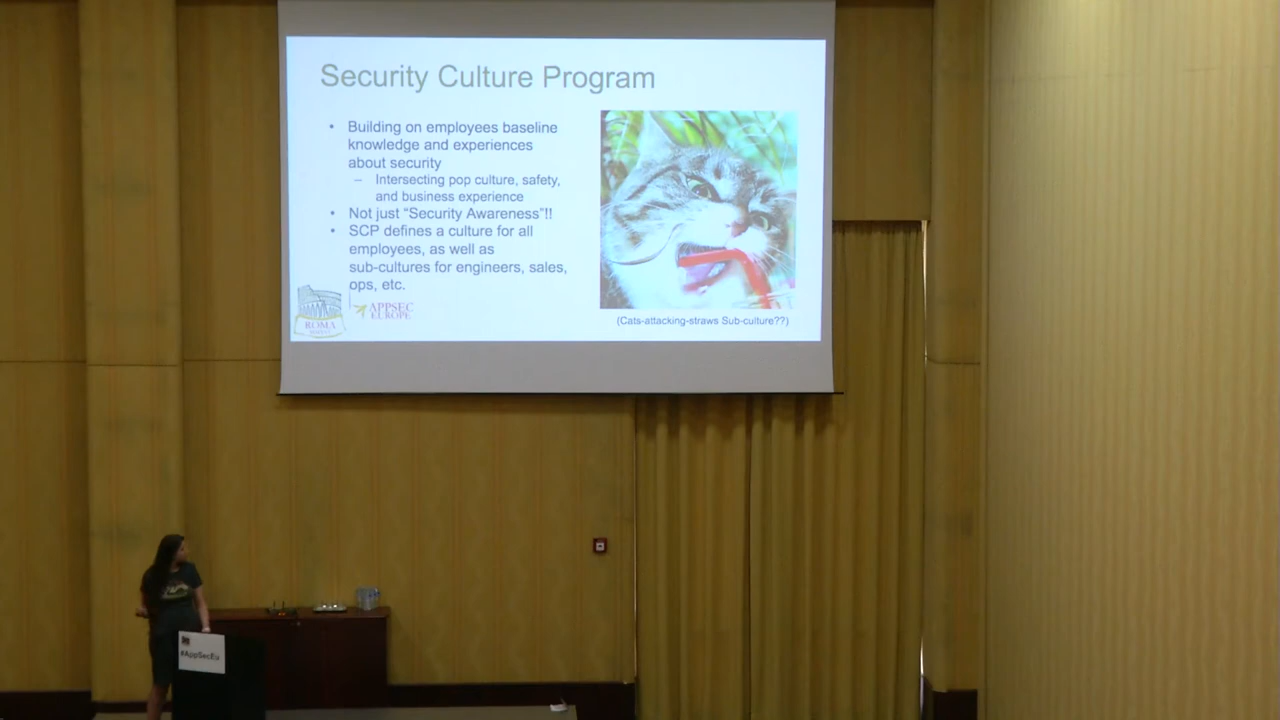 Security Culture Program
• Building on employees baseline
knowledge and experiences
about security
– Intersecting pop culture, safety,
and business experience
• Not just “Security Awareness”!!
• SCP defines a culture for all
employees, as well as
sub-cultures for engineers, sales,
ops, etc.
(Cats-attacking-straws Sub-culture??)
ROMA
APPSEC
EUROPE
#AppSecEu